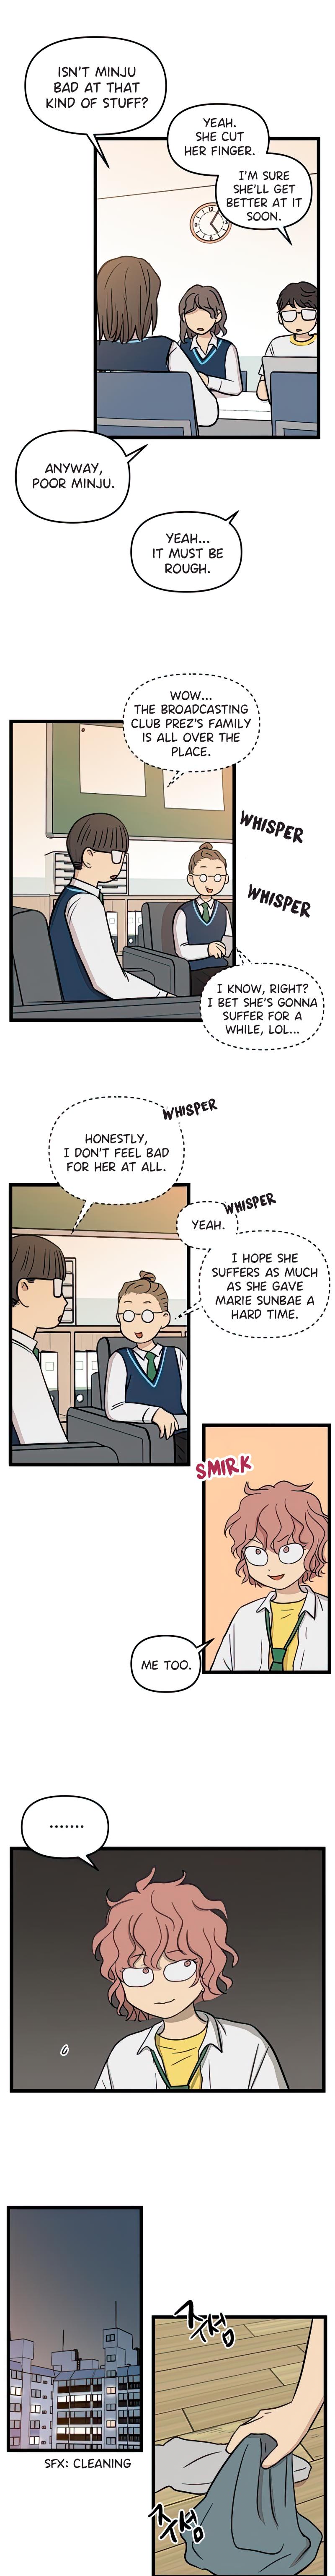 ISN'T MINJU
BAD AT THAT
KIND OF STUFF?
YEAH.
SHE CUT
HER FINGER.
I'M SURE
SHE'LL GET
BETTER AT IT
SOON.
ANYWAY,
POOR MINJU.
YEAH...
IT MUST BE
ROUGH.
WOW...
THE BROADCASTING
CLUB PREZ'S FAMILY
IS ALL OVER THE
PLACE.
WHISPER
WHISPER
I KNOW, RIGHT?
I BET SHE'S GONNA
SUFFER FOR A
WHILE, LOL...
WHISPER
HONESTLY,
I DON'T FEEL BAD
FOR HER AT ALL.
WHISPER
YEAH.
I HOPE SHE
SUFFERS AS MUCH
AS SHE GAVE
MARIE SUNBAE A
HARD TIME.
SMIRK
ME TOO.
.......
주섬
SFX: CLEANING
주섬